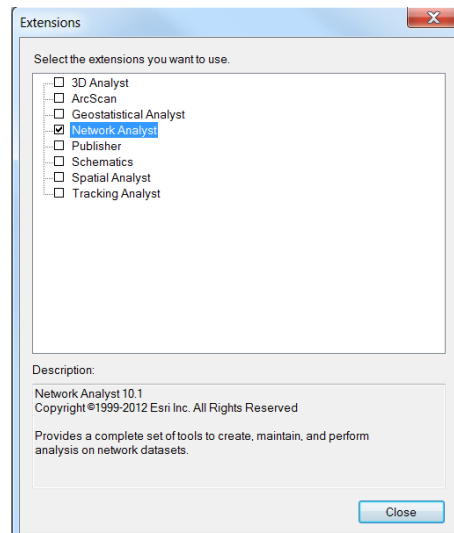 Extensions
Select the extensions you want to use.
3D Analyst
ArcScan
Geostatistical Analyst
Network Analyst
Publisher
Schematics
Spatial Analyst
Tracking Analyst
Description:
Network Analyst 10.1
Copyright ©1999-2012 Esri Inc. All Rights Reserved
Provides a complete set of tools to create, maintain, and perform
analysis on network datasets.
Close